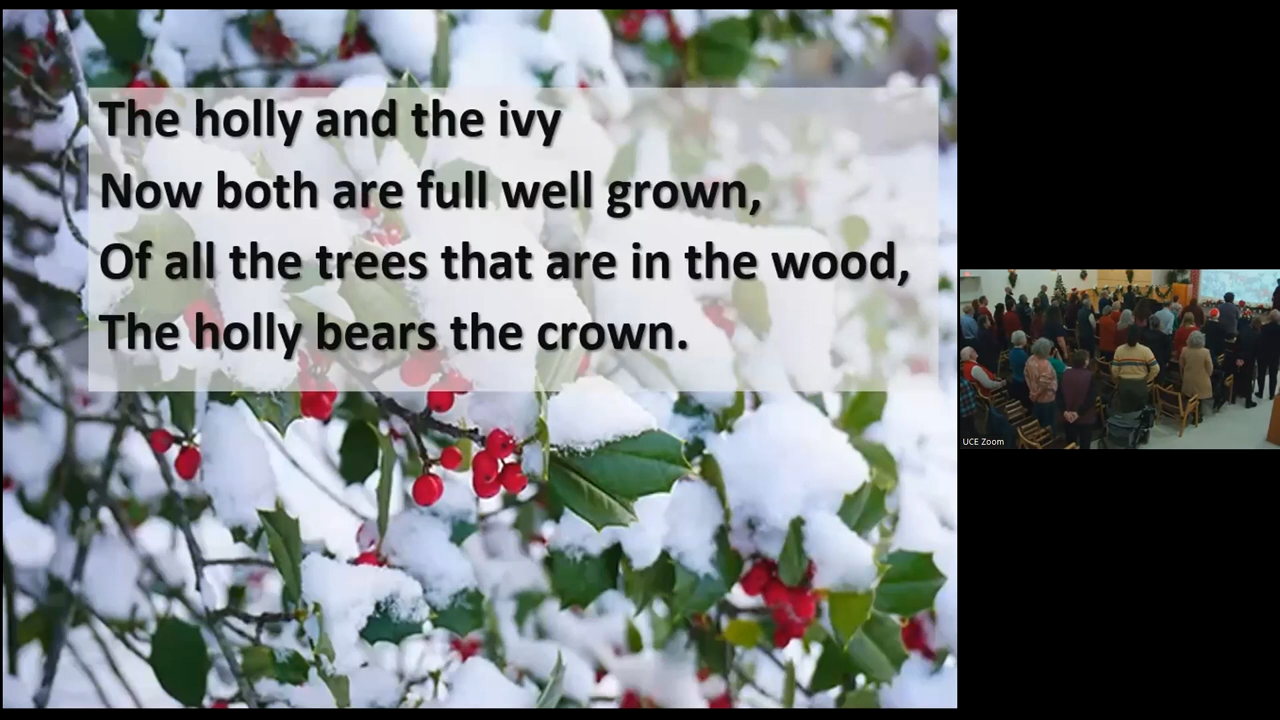 The holly and the ivy
Now both are full well grown,
Of all the trees that are in the wood,
The holly bears the crown.
UCE Zoom